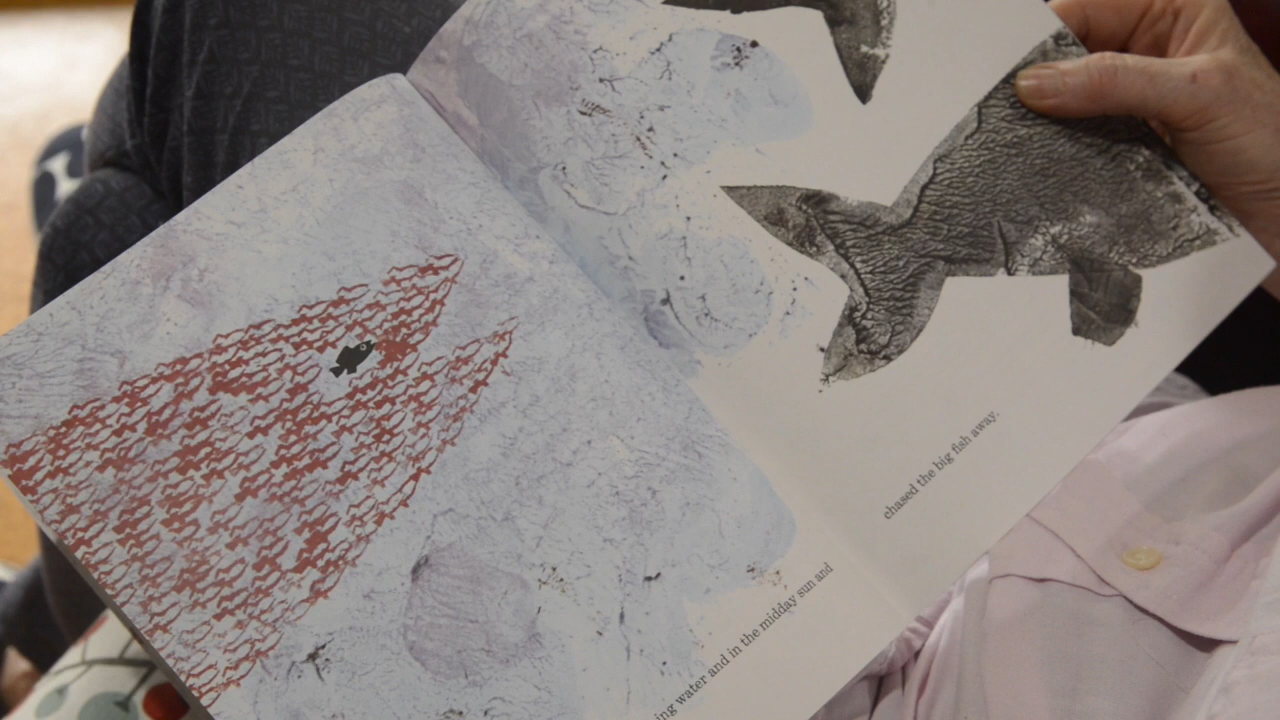 ing water and in the midday sun and
chased the big fish away.